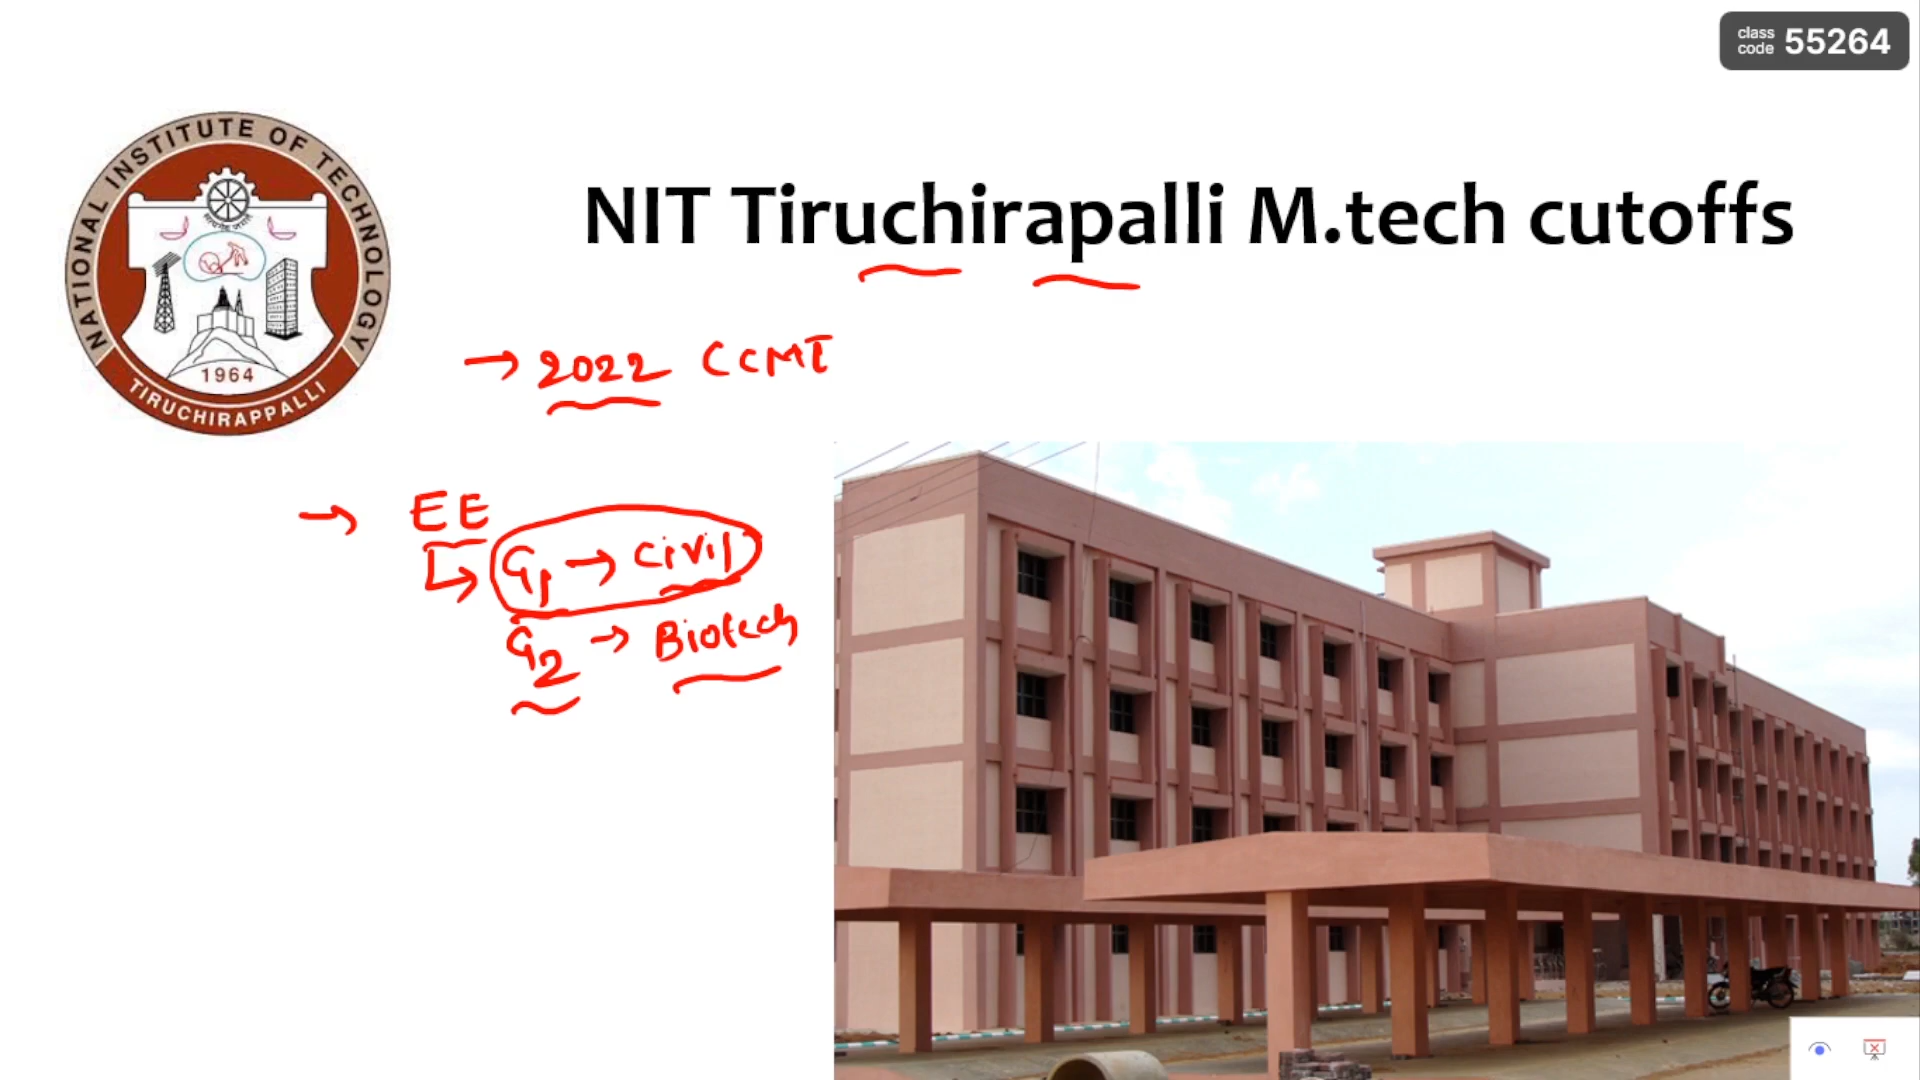 class code 55264
NATIONAL INSTITUTE OF TECHNOLOGY
1964
TIRUCHIRAPPALLI
NIT Tiruchirapalli M.tech cutoffs
→ 2022 CCMT
→ EE
G1 → Civil
G2 → Biotech